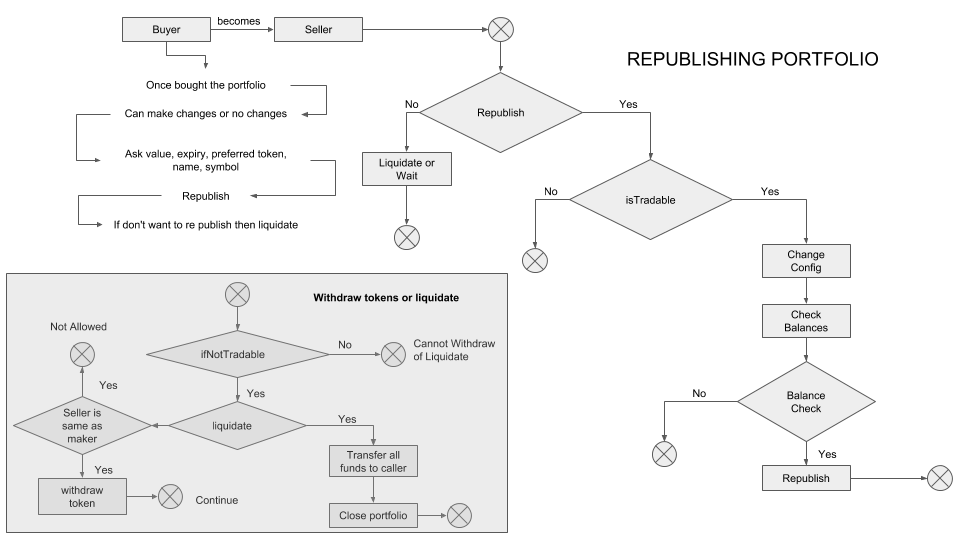 Buyer
becomes
Seller
REPUBLISHING PORTFOLIO
Once bought the portfolio
Can make changes or no changes
Ask value, expiry, preferred token,
name, symbol
Republish
If don't want to re publish then liquidate
No
Republish
Yes
Liquidate or
Wait
No
isTradable
Yes
Change
Config
Check
Balances
No
Balance
Check
Yes
Republish
Withdraw tokens or liquidate
Not Allowed
ifNotTradable
No
Cannot Withdraw
of Liquidate
Yes
Yes
Seller is
same as
maker
liquidate
Yes
Transfer all
funds to caller
Yes
withdraw
token
Continue
Close portfolio